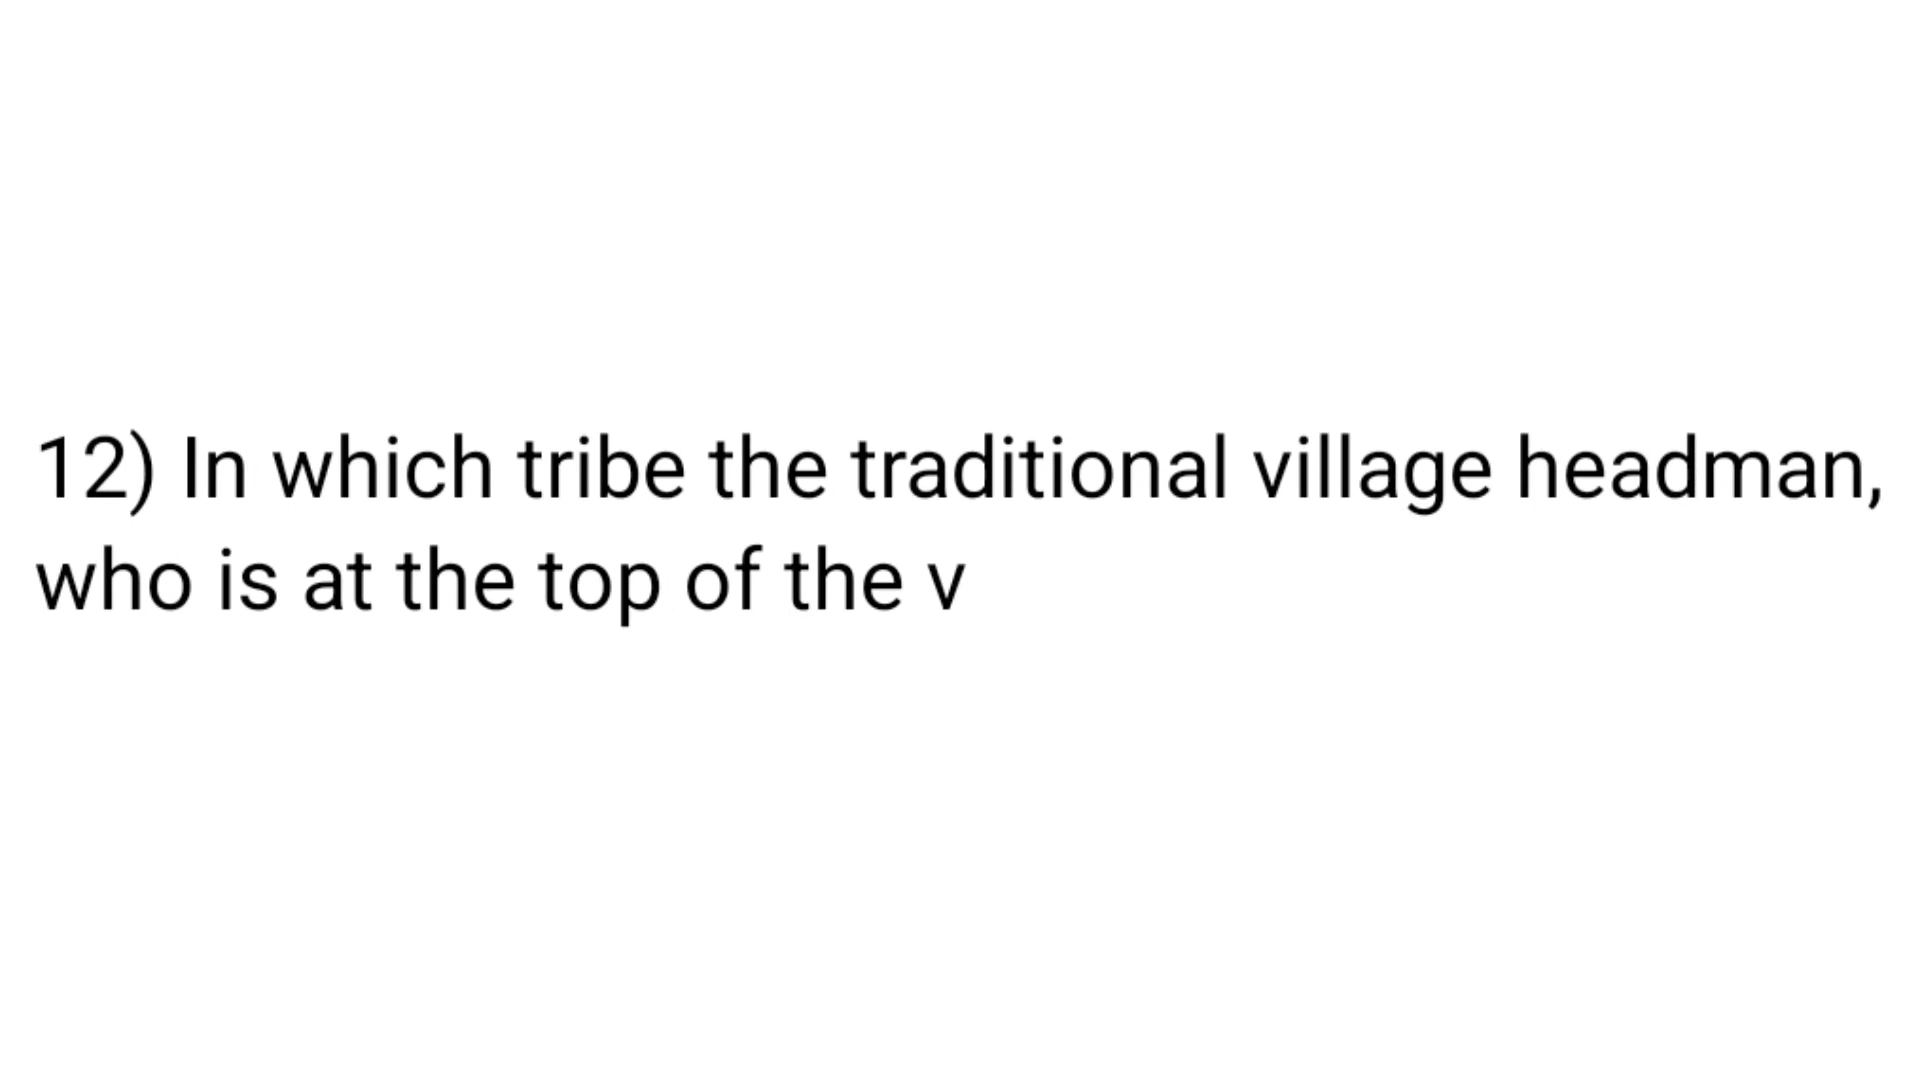 12) In which tribe the traditional village headman,
who is at the top of the v